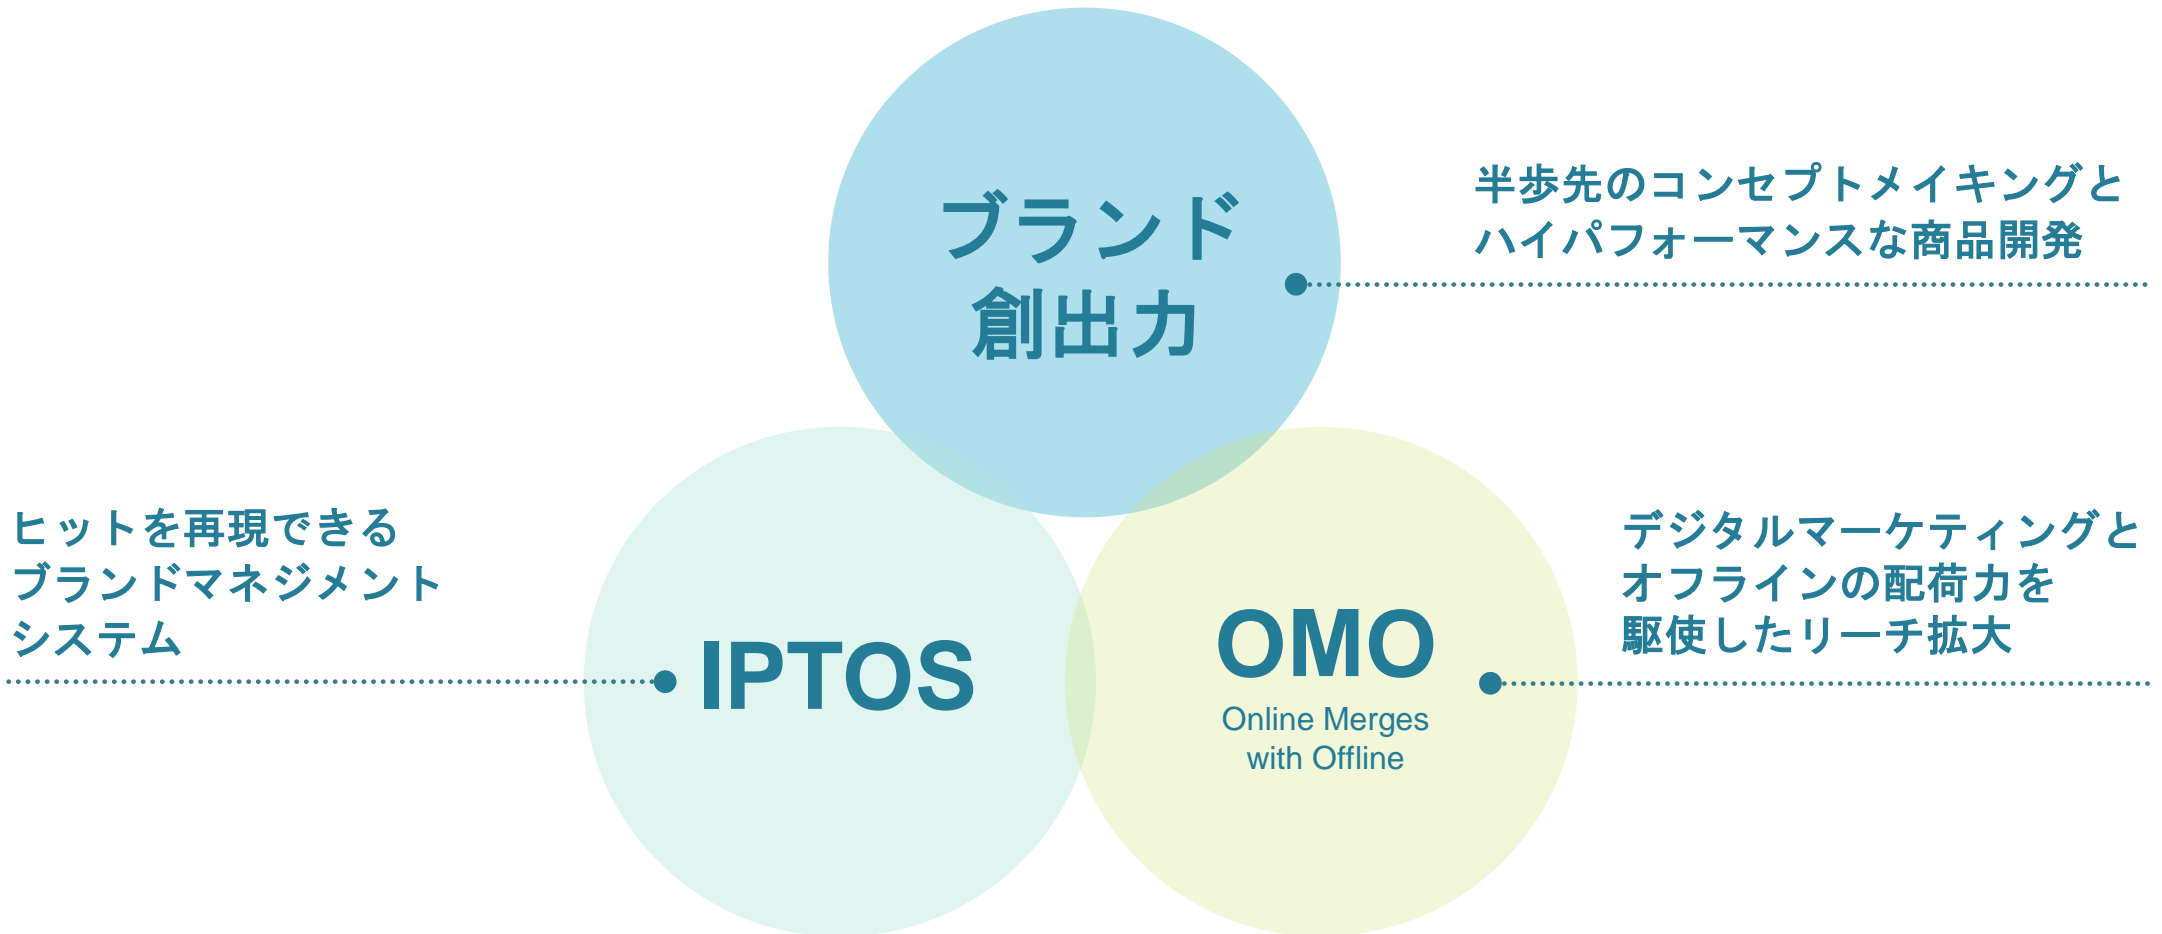 ブランド
創出力
半歩先のコンセプトメイキングと
ハイパフォーマンスな商品開発
ヒットを再現できる
ブランドマネジメント
システム
IPTOS
OMO
Online Merges
with Offline
デジタルマーケティングと
オフラインの配荷力を
駆使したリーチ拡大